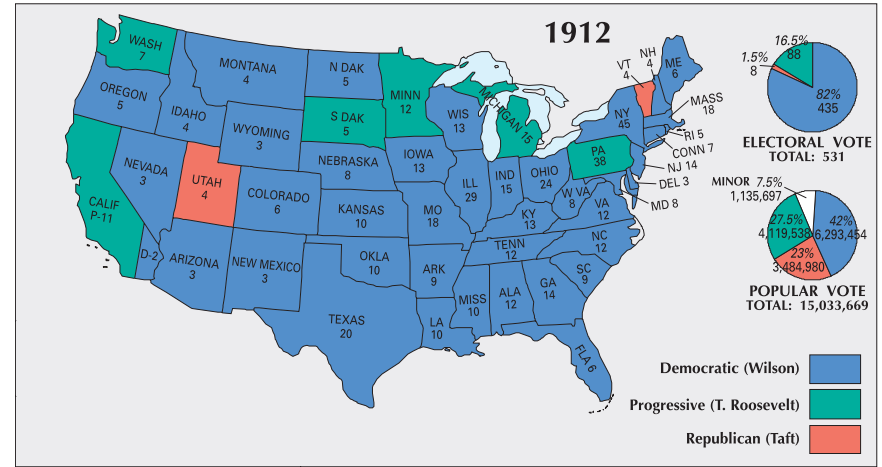 1912
WASH
7
OREGON
5
CALIF
P-11
D-2
NEVADA
3
IDAHO
4
MONTANA
4
WYOMING
3
UTAH
4
COLORADO
6
ARIZONA
3
NEW MEXICO
3
N DAK
5
S DAK
5
NEBRASKA
8
KANSAS
10
OKLA
10
TEXAS
20
MINN
12
IOWA
13
MO
18
ARK
9
LA
10
WIS
13
ILL
29
MICHIGAN 15
IND
15
OHIO
24
KY
13
TENN
12
MISS
10
ALA
12
GA
14
FLA 6
SC
9
NC
12
VA
12
W VA
8
PA
38
NY
45
VT
4
NH
4
ME
6
MASS
18
RI 5
CONN 7
NJ 14
DEL 3
MD 8
16.5%
88
1.5%
8
82%
435
ELECTORAL VOTE
TOTAL: 531
MINOR 7.5%
1,135,697
27.5%
4,119,538
42%
6,293,454
23%
3,484,980
POPULAR VOTE
TOTAL: 15,033,669
Democratic (Wilson)
Progressive (T. Roosevelt)
Republican (Taft)